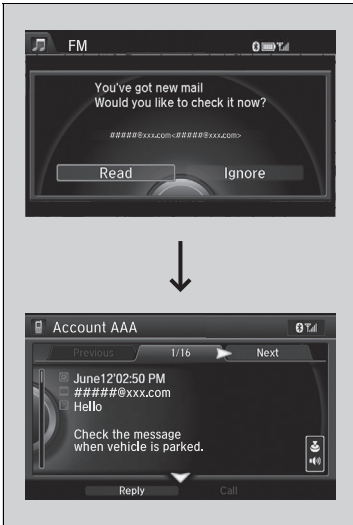 FM
You've got new mail
Would you like to check it now?
#####@xxx.com<#####@xxx.com>
Read Ignore
Account AAA
Previous 1/16 Next
June12'02:50 PM
#####@xxx.com
Hello
Check the message
when vehicle is parked.
Reply Call